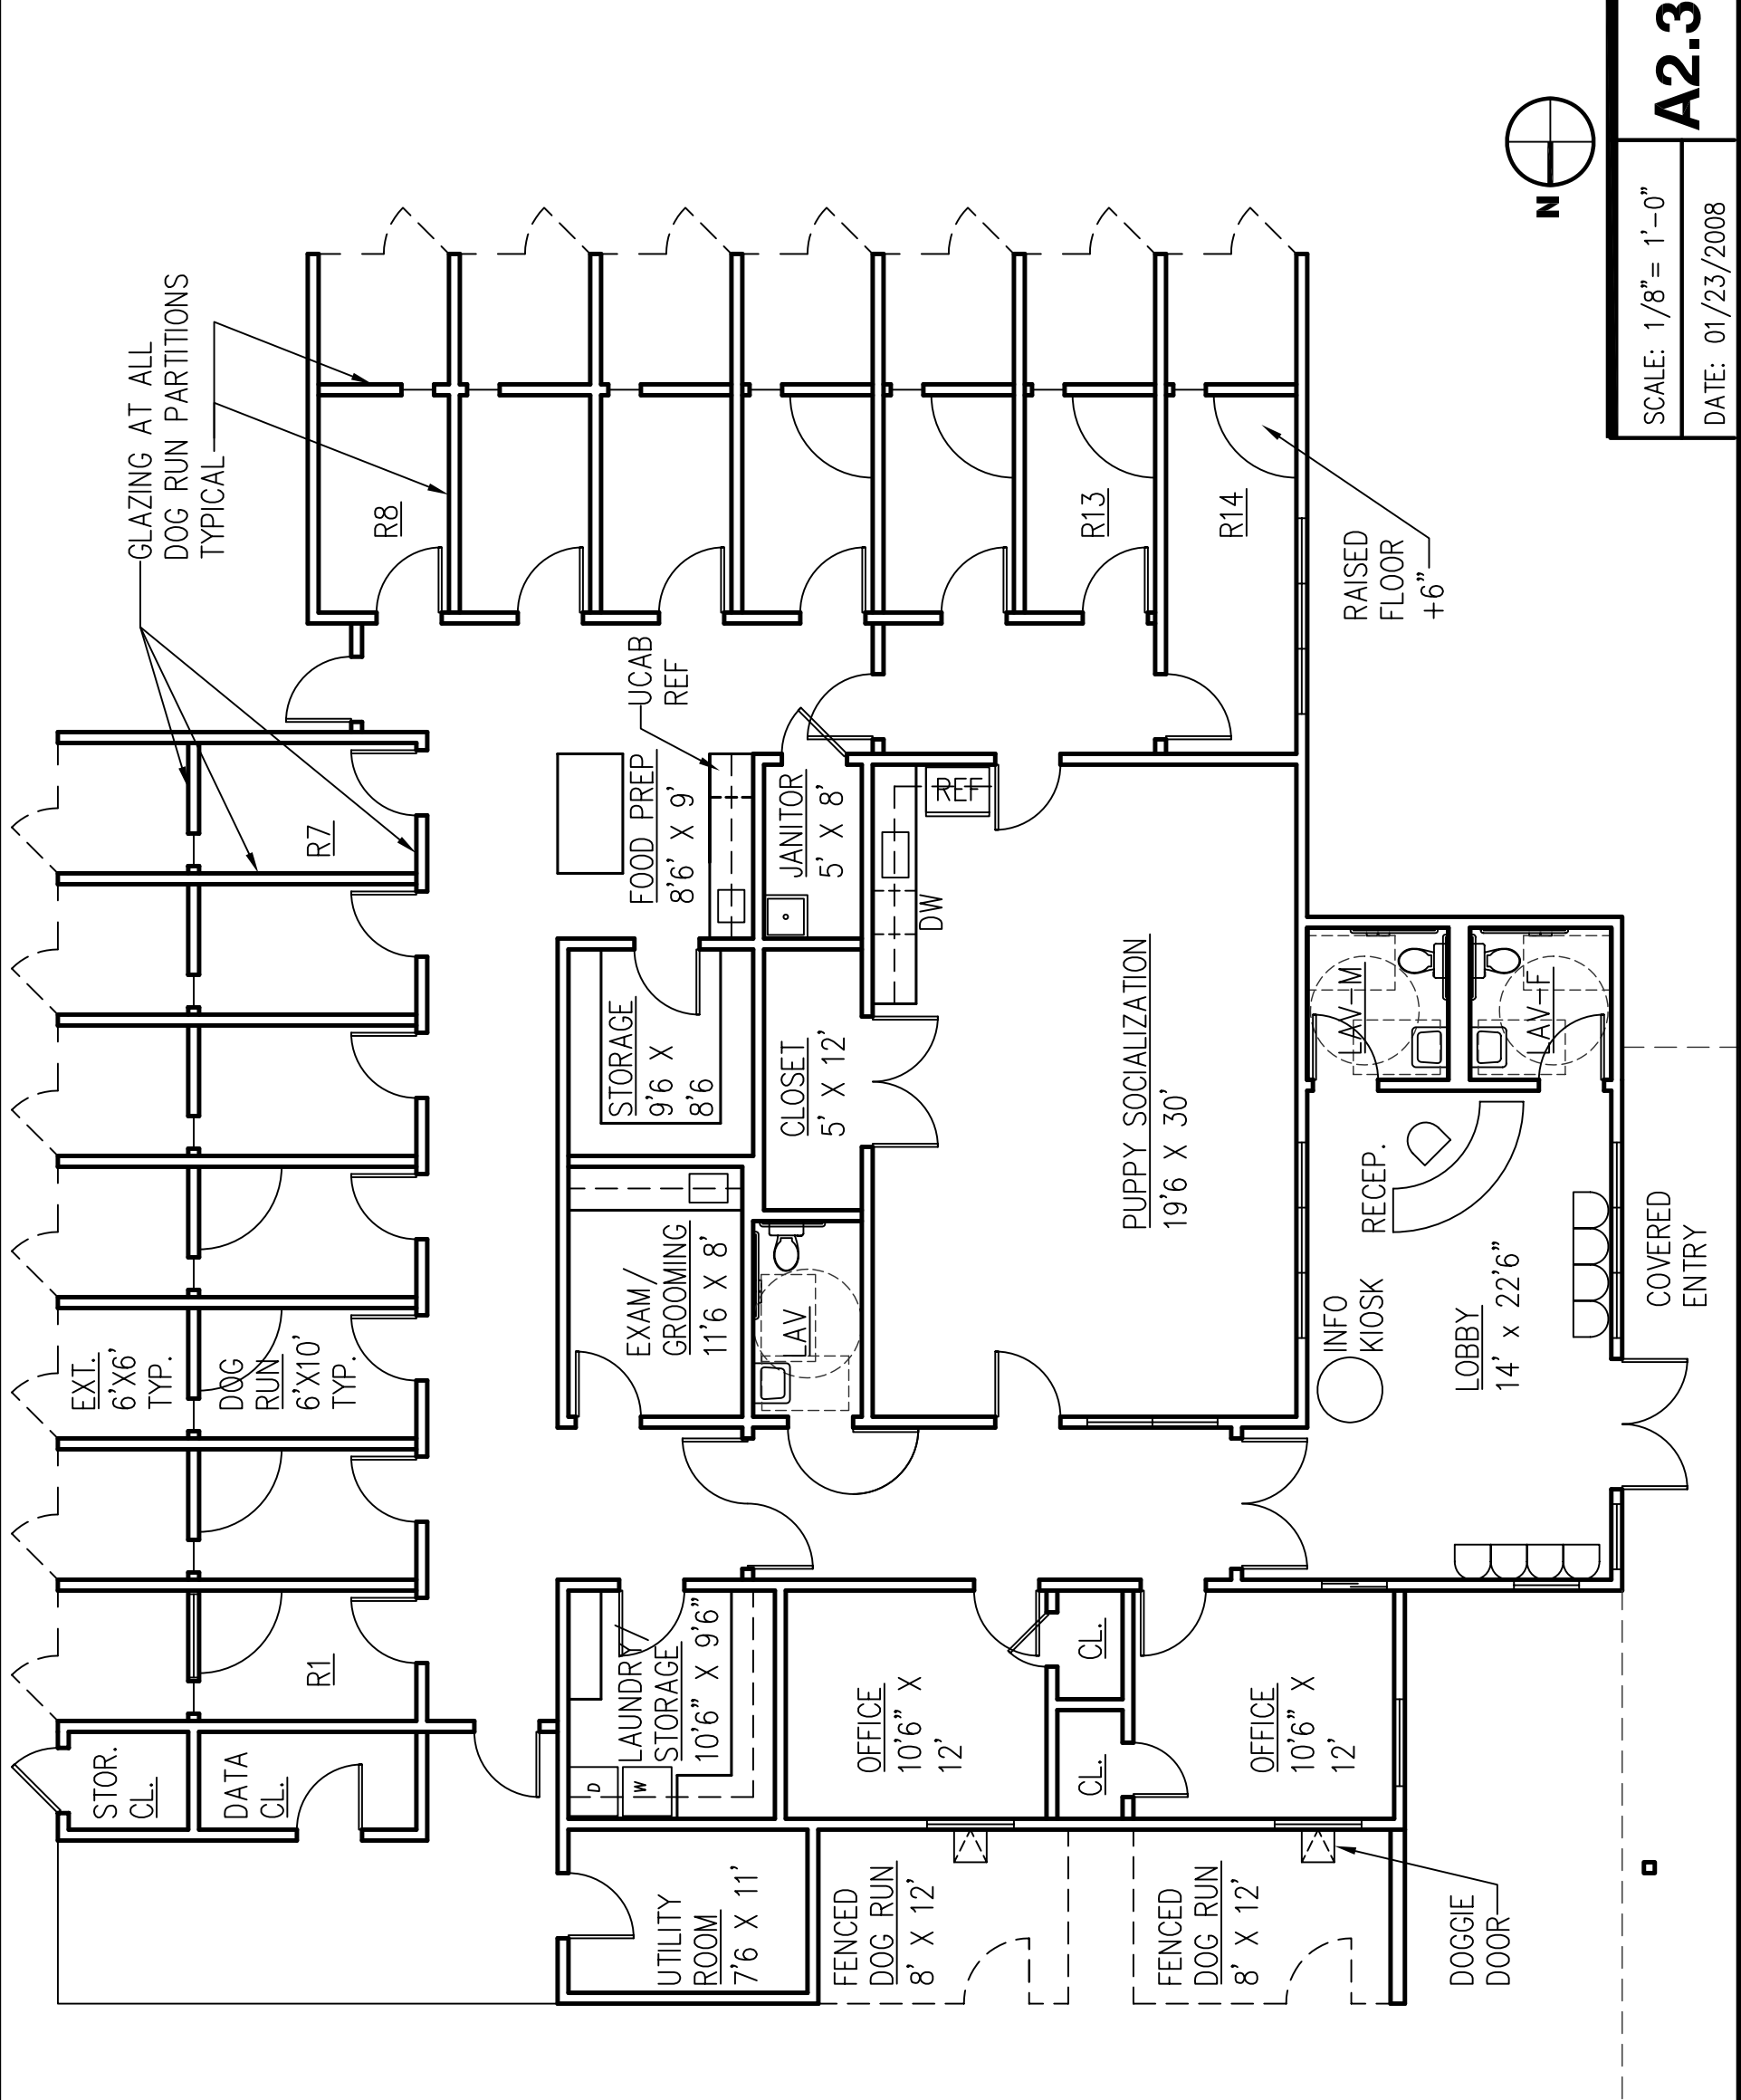 GLAZING AT ALL
DOG RUN PARTITIONS
TYPICAL
STOR.
CL.
DATA
CL.
R1
EXT.
6'X6'
TYP.
DOG
RUN
6'X10'
TYP.
R7
R8
R13
R14
RAISED
FLOOR
+6"
UCAB
REF
FOOD PREP
8'6' X 9'
JANITOR
5' X 8'
STORAGE
9'6 X
8'6
CLOSET
5' X 12'
EXAM/
GROOMING
11'6 X 8'
LAV
REF
DW
PUPPY SOCIALIZATION
19'6 X 30'
LAUNDRY/
STORAGE
10'6" X 9'6"
D
W
UTILITY
ROOM
7'6 X 11'
OFFICE
10'6" X
12'
CL.
CL.
OFFICE
10'6" X
12'
FENCED
DOG RUN
8' X 12'
FENCED
DOG RUN
8' X 12'
DOGGIE
DOOR
INFO
KIOSK
RECEP.
LAV-M
LAV-F
LOBBY
14' x 22'6"
COVERED
ENTRY
N
SCALE: 1/8"= 1'-0"
DATE: 01/23/2008
A2.3